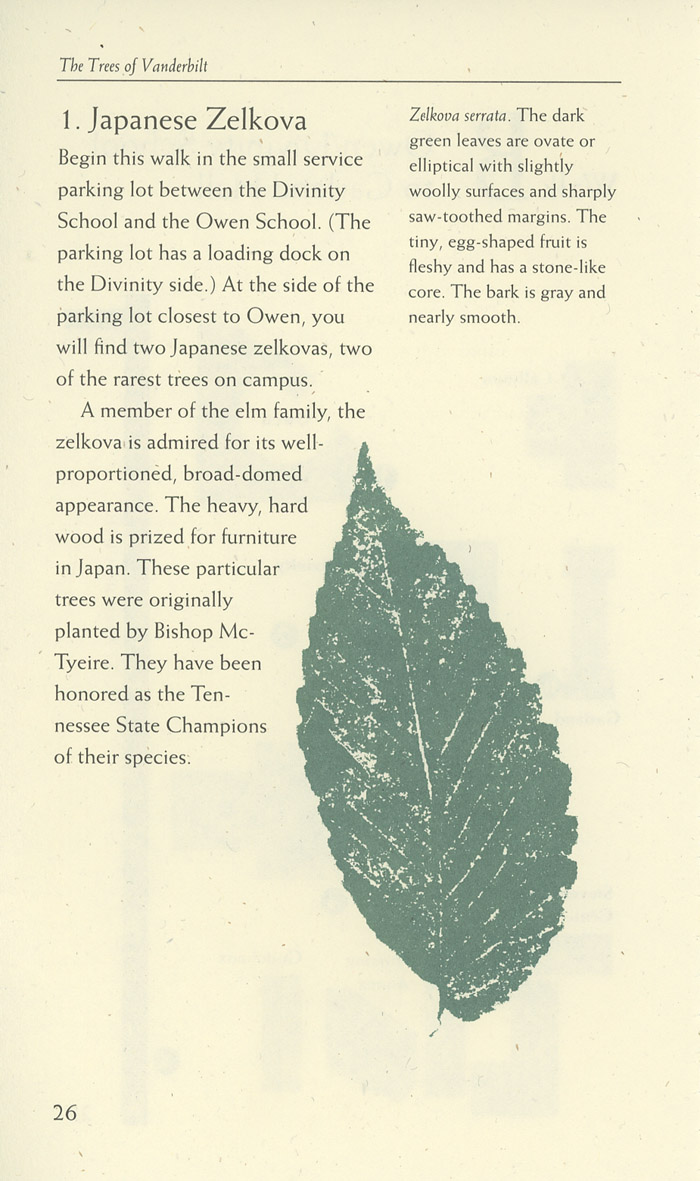 The Trees of Vanderbilt
1. Japanese Zelkova
Begin this walk in the small service
parking lot between the Divinity
School and the Owen School. (The
parking lot has a loading dock on
the Divinity side.) At the side of the
parking lot closest to Owen, you
will find two Japanese zelkovas, two
of the rarest trees on campus.
A member of the elm family, the
zelkova is admired for its well-
proportioned, broad-domed
appearance. The heavy, hard
wood is prized for furniture
in Japan. These particular
trees were originally
planted by Bishop Mc-
Tyeire. They have been
honored as the Ten-
nessee State Champions
of their species.
Zelkova serrata. The dark
green leaves are ovate or
elliptical with slightly
woolly surfaces and sharply
saw-toothed margins. The
tiny, egg-shaped fruit is
fleshy and has a stone-like
core. The bark is gray and
nearly smooth.
26